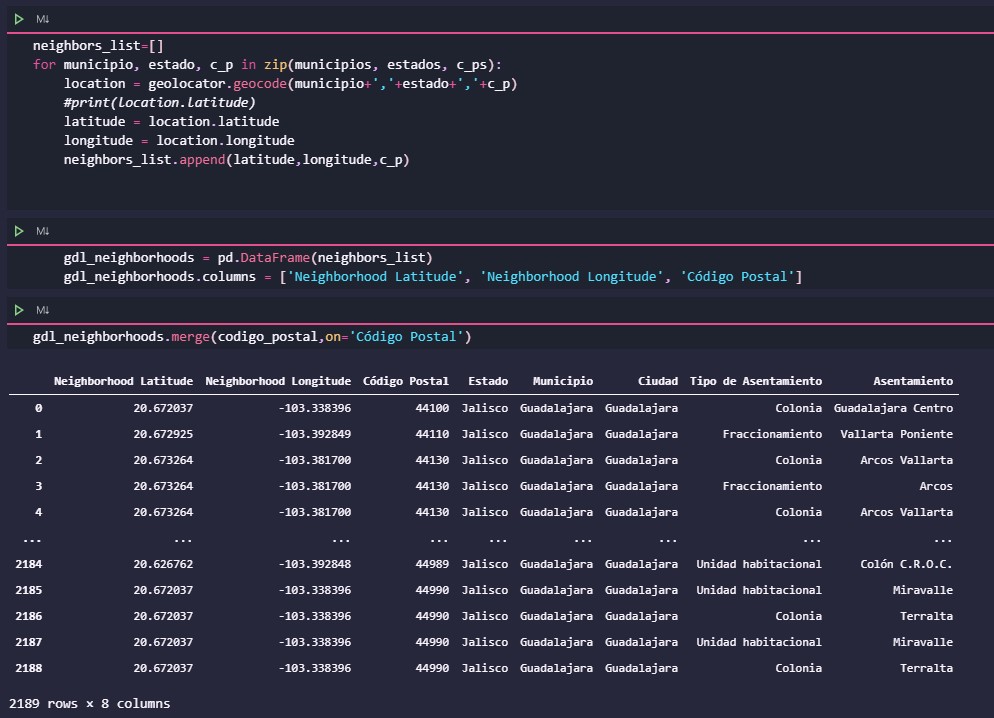 M↓
neighbors_list=[]
for municipio, estado, c_p in zip(municipios, estados, c_ps):
location = geolocator.geocode(municipio+','+estado+','+c_p)
#print(location.latitude)
latitude = location.latitude
longitude = location.longitude
neighbors_list.append(latitude,longitude,c_p)
M↓
gdl_neighborhoods = pd.DataFrame(neighbors_list)
gdl_neighborhoods.columns = ['Neighborhood Latitude', 'Neighborhood Longitude', 'Código Postal']
M↓
gdl_neighborhoods.merge(codigo_postal,on='Código Postal')
Neighborhood Latitude Neighborhood Longitude Código Postal Estado Municipio Ciudad Tipo de Asentamiento Asentamiento
0 20.672037 -103.338396 44100 Jalisco Guadalajara Guadalajara Colonia Guadalajara Centro
1 20.672925 -103.392849 44110 Jalisco Guadalajara Guadalajara Fraccionamiento Vallarta Poniente
2 20.673264 -103.381700 44130 Jalisco Guadalajara Guadalajara Colonia Arcos Vallarta
3 20.673264 -103.381700 44130 Jalisco Guadalajara Guadalajara Fraccionamiento Arcos
4 20.673264 -103.381700 44130 Jalisco Guadalajara Guadalajara Colonia Arcos Vallarta
... ... ... ... ... ... ... ... ...
2184 20.626762 -103.392848 44989 Jalisco Guadalajara Guadalajara Unidad habitacional Colón C.R.O.C.
2185 20.672037 -103.338396 44990 Jalisco Guadalajara Guadalajara Unidad habitacional Miravalle
2186 20.672037 -103.338396 44990 Jalisco Guadalajara Guadalajara Colonia Terralta
2187 20.672037 -103.338396 44990 Jalisco Guadalajara Guadalajara Unidad habitacional Miravalle
2188 20.672037 -103.338396 44990 Jalisco Guadalajara Guadalajara Colonia Terralta
2189 rows × 8 columns